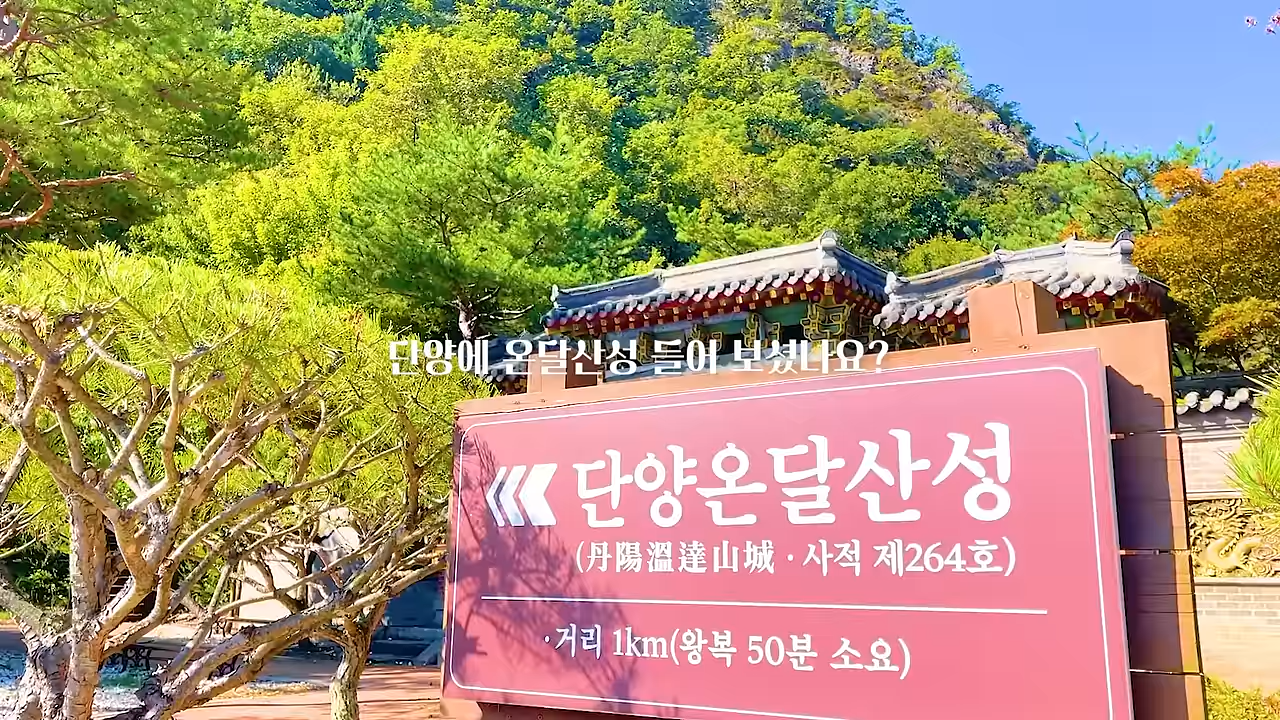 단양에 온달산성 들어 보셨나요?
단양온달산성
(丹陽溫達山城 · 사적 제264호)
·거리 1km(왕복 50분 소요)